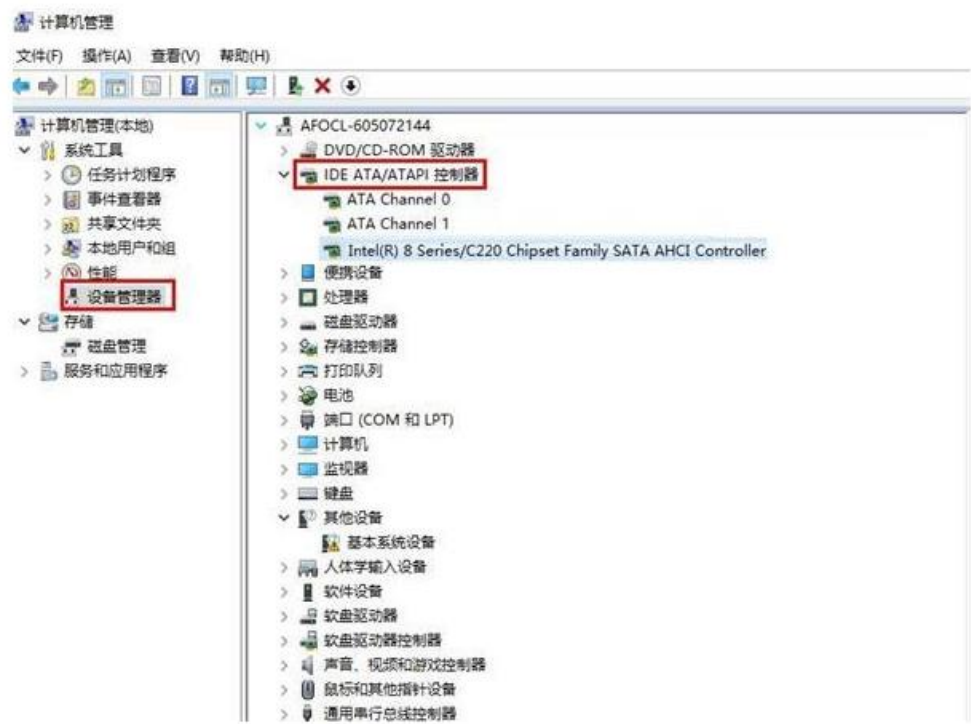 计算机管理
文件(F) 操作(A) 查看(V) 帮助(H)
计算机管理(本地)
系统工具
任务计划程序
事件查看器
共享文件夹
本地用户和组
性能
设备管理器
存储
磁盘管理
服务和应用程序
AFOCL-605072144
DVD/CD-ROM 驱动器
IDE ATA/ATAPI 控制器
ATA Channel 0
ATA Channel 1
Intel(R) 8 Series/C220 Chipset Family SATA AHCI Controller
便携设备
处理器
磁盘驱动器
存储控制器
打印队列
电池
端口 (COM 和 LPT)
计算机
监视器
键盘
其他设备
基本系统设备
人体学输入设备
软件设备
软盘驱动器
软盘驱动器控制器
声音、视频和游戏控制器
鼠标和其他指针设备
通用串行总线控制器